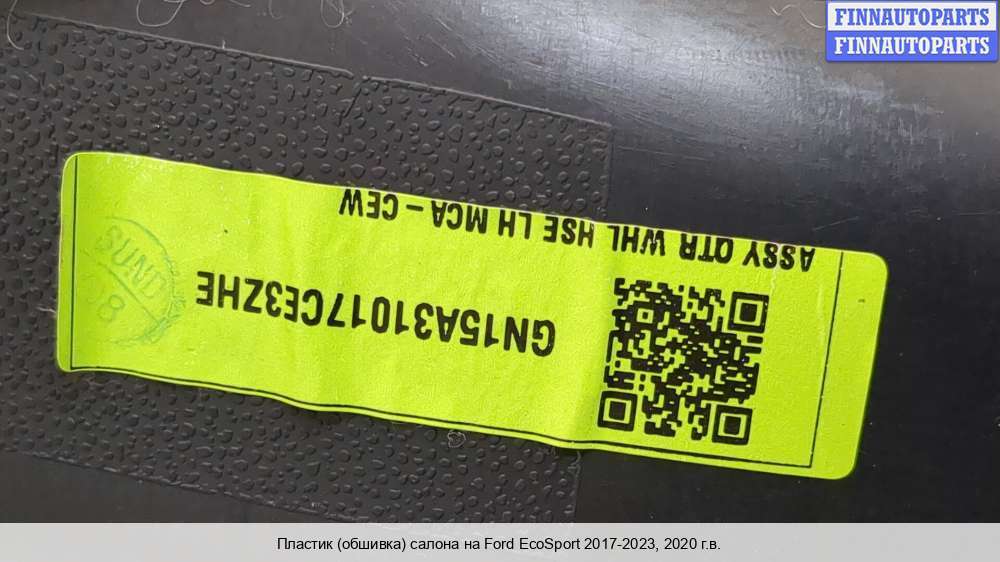 FINNAUTOPARTS
FINNAUTOPARTS
ASSY QTR WHL HSE LH MCA - CEW
GN15A31017CE3ZHE
SUND
Пластик (обшивка) салона на Ford EcoSport 2017-2023, 2020 г.в.